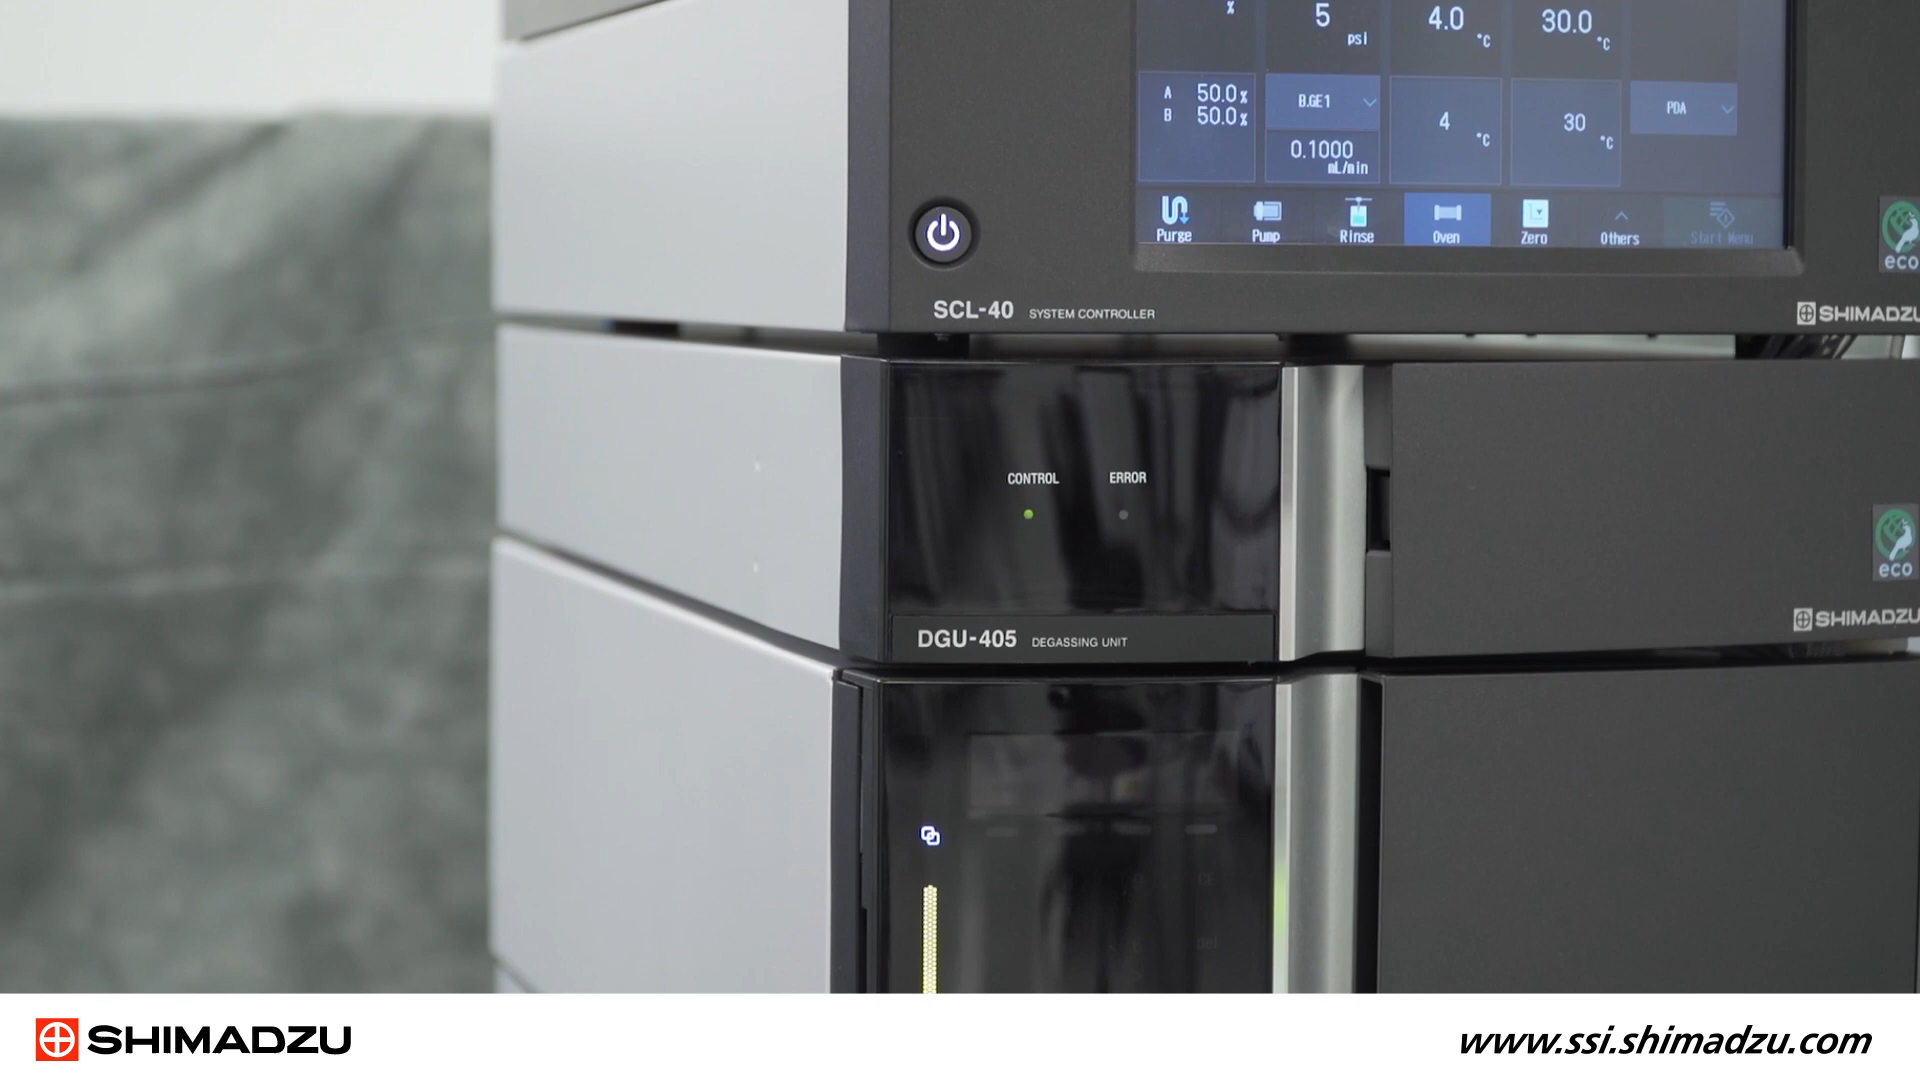 %
5
psi
4.0
°C
30.0
°C
A 50.0 %
B 50.0 %
B.GE1
0.1000
mL/min
4
°C
30
°C
PDA
Purge
Pump
Rinse
Oven
Zero
Others
Start Menu
eco
SCL-40 SYSTEM CONTROLLER
SHIMADZU
CONTROL
ERROR
eco
DGU-405 DEGASSING UNIT
SHIMADZU
SHIMADZU
www.ssi.shimadzu.com